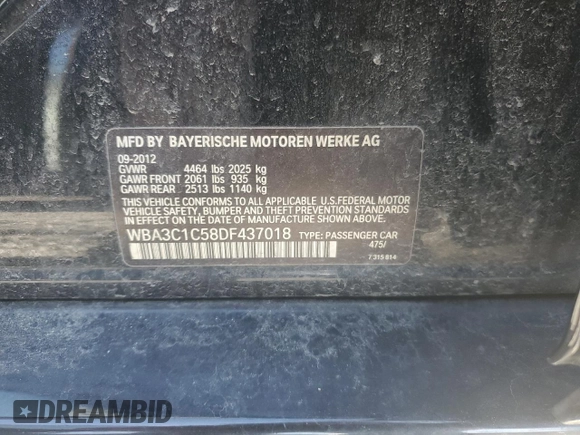 MFD BY BAYERISCHE MOTOREN WERKE AG
09-2012
GVWR 4464 lbs 2025 kg
GAWR FRONT 2061 lbs 935 kg
GAWR REAR 2513 lbs 1140 kg
THIS VEHICLE CONFORMS TO ALL APPLICABLE U.S.FEDERAL MOTOR
VEHICLE SAFETY, BUMPER, AND THEFT PREVENTION STANDARDS
IN EFFECT ON THE DATE OF MANUFACTURE SHOWN ABOVE.
WBA3C1C58DF437018 TYPE: PASSENGER CAR
475/
7 315 814
DREAMBID